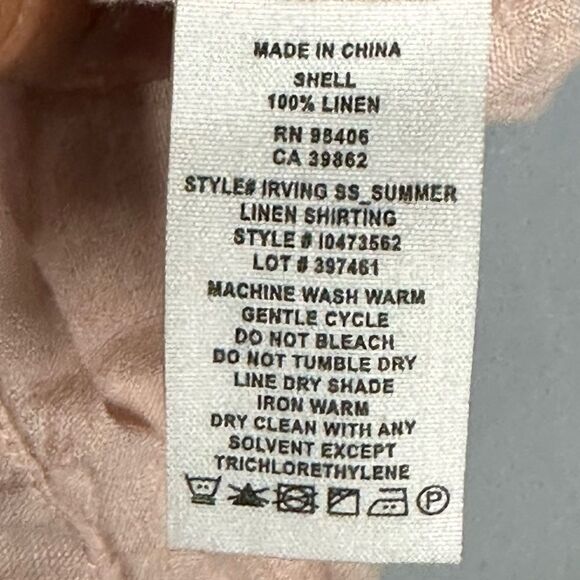 MADE IN CHINA
SHELL
100% LINEN
RN 98406
CA 39862
STYLE# IRVING SS_SUMMER
LINEN SHIRTING
STYLE # I0473562
LOT # 397461
MACHINE WASH WARM
GENTLE CYCLE
DO NOT BLEACH
DO NOT TUMBLE DRY
LINE DRY SHADE
IRON WARM
DRY CLEAN WITH ANY
SOLVENT EXCEPT
TRICHLORETHYLENE
P